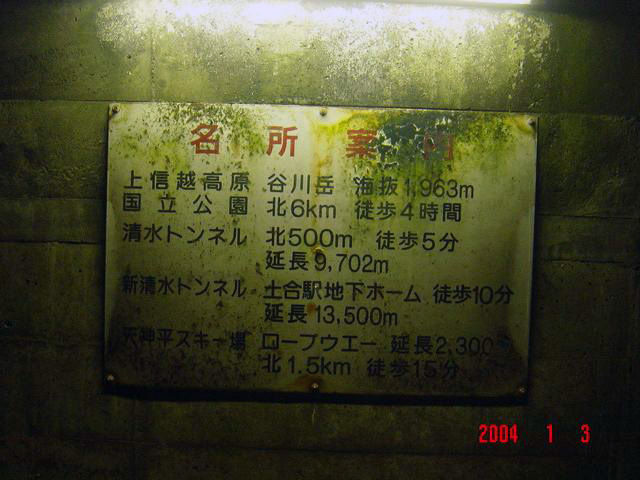 名所案内
上信越高原 谷川岳 海抜1,963m
国立公園 北6km 徒歩4時間
清水トンネル 北500m 徒歩5分
延長9,702m
新清水トンネル 土合駅地下ホーム 徒歩10分
延長13,500m
天神平スキー場 ロープウエー 延長2,300
北1.5km 徒歩15分
2004 1 3